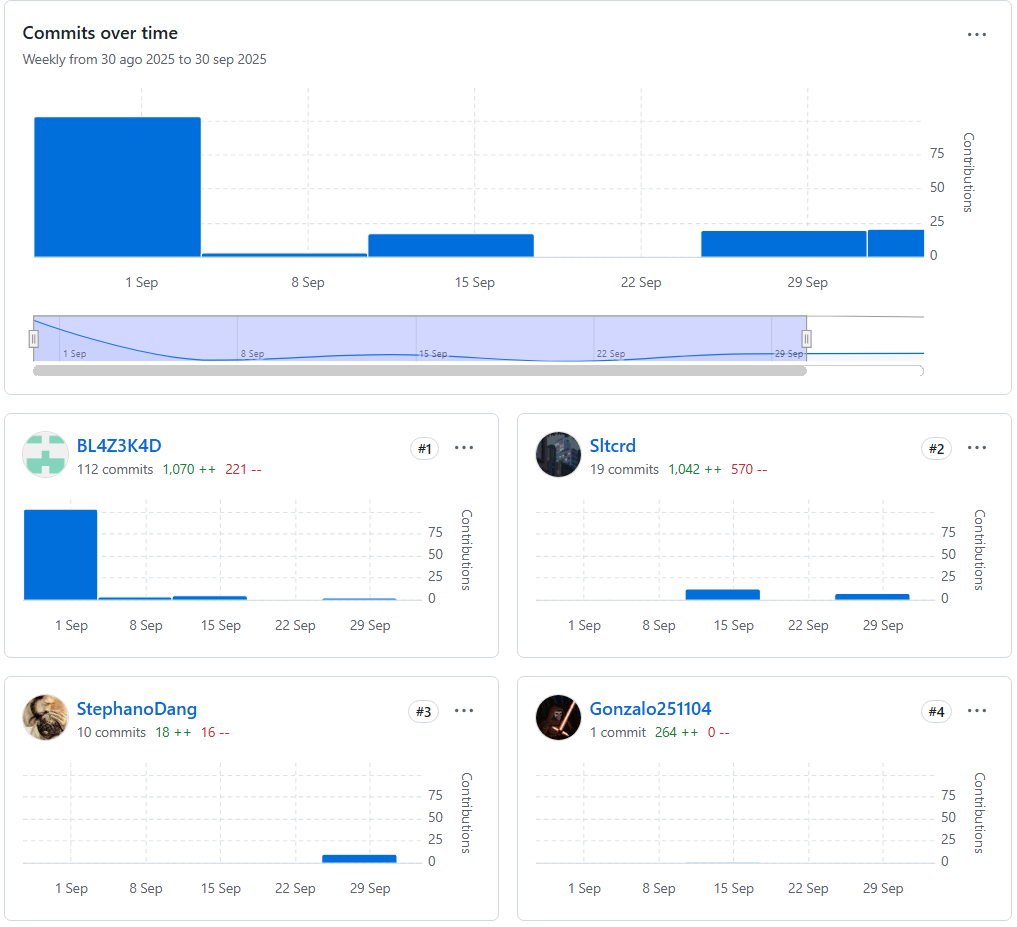 Commits over time
Weekly from 30 ago 2025 to 30 sep 2025
75
50
25
0
Contributions
1 Sep 8 Sep 15 Sep 22 Sep 29 Sep
1 Sep 8 Sep 15 Sep 22 Sep 29 Sep
BL4Z3K4D #1
112 commits 1,070 ++ 221 --
75
50
25
0
Contributions
1 Sep 8 Sep 15 Sep 22 Sep 29 Sep
Sltcrd #2
19 commits 1,042 ++ 570 --
75
50
25
0
Contributions
1 Sep 8 Sep 15 Sep 22 Sep 29 Sep
StephanoDang #3
10 commits 18 ++ 16 --
75
50
25
0
Contributions
1 Sep 8 Sep 15 Sep 22 Sep 29 Sep
Gonzalo251104 #4
1 commit 264 ++ 0 --
75
50
25
0
Contributions
1 Sep 8 Sep 15 Sep 22 Sep 29 Sep